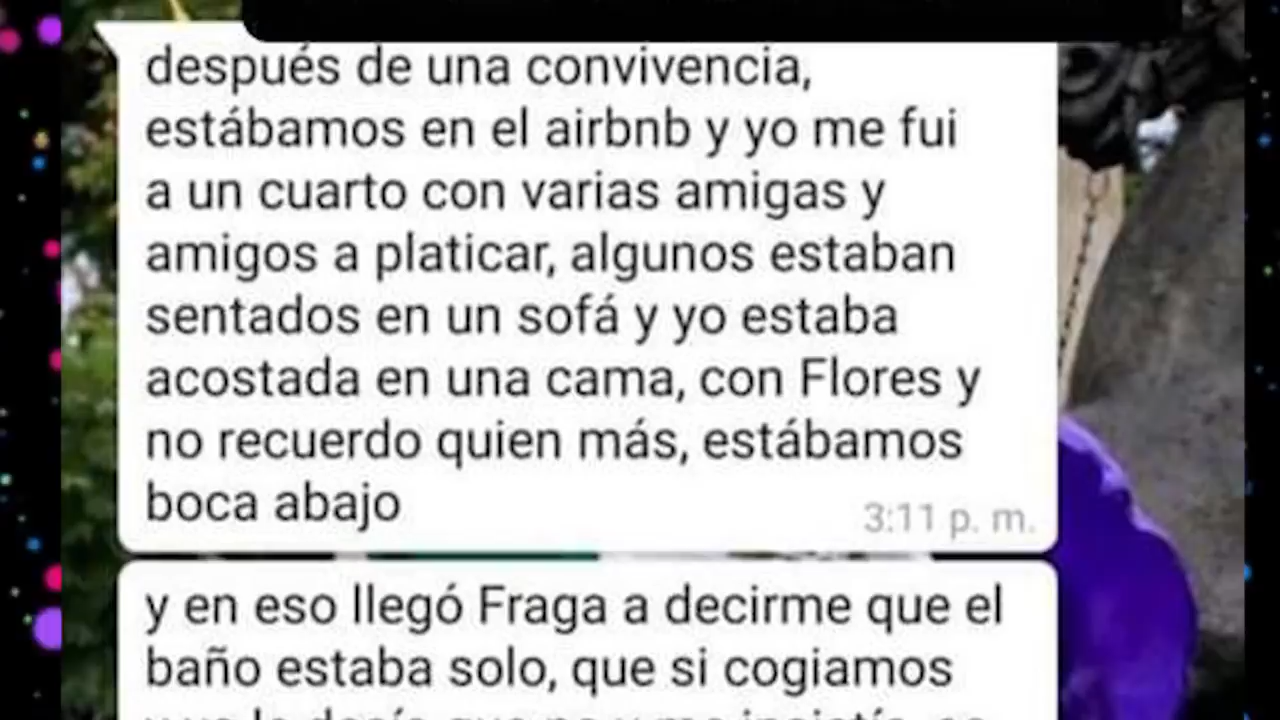 después de una convivencia,
estábamos en el airbnb y yo me fui
a un cuarto con varias amigas y
amigos a platicar, algunos estaban
sentados en un sofá y yo estaba
acostada en una cama, con Flores y
no recuerdo quien más, estábamos
boca abajo
3:11 p. m.
y en eso llegó Fraga a decirme que el
baño estaba solo, que si cogiamos